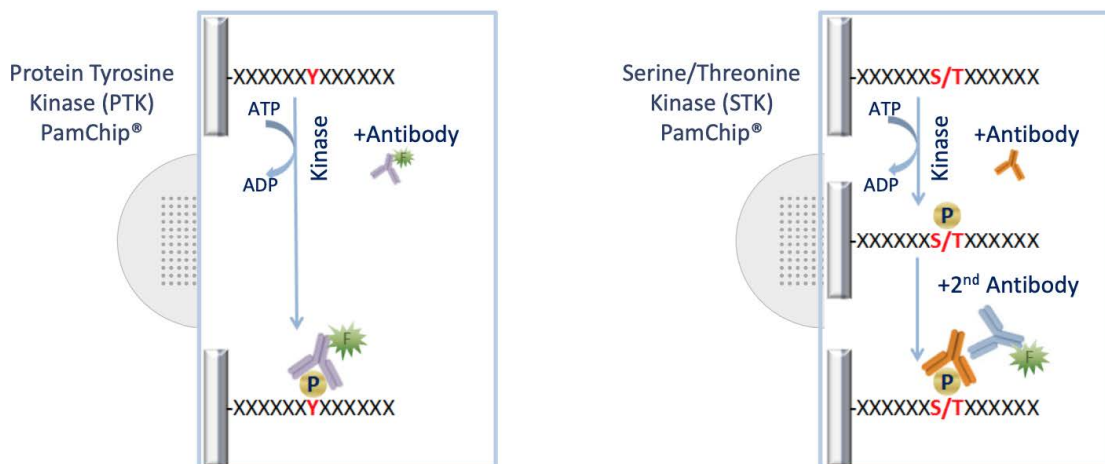 Protein Tyrosine
Kinase (PTK)
PamChip®
-XXXXXXYXXXXXX
ATP
ADP
Kinase
+Antibody
F
F
P
-XXXXXXYXXXXXX
Serine/Threonine
Kinase (STK)
PamChip®
-XXXXXXS/TXXXXXX
ATP
ADP
Kinase
+Antibody
P
-XXXXXXS/TXXXXXX
+2nd Antibody
F
P
-XXXXXXS/TXXXXXX